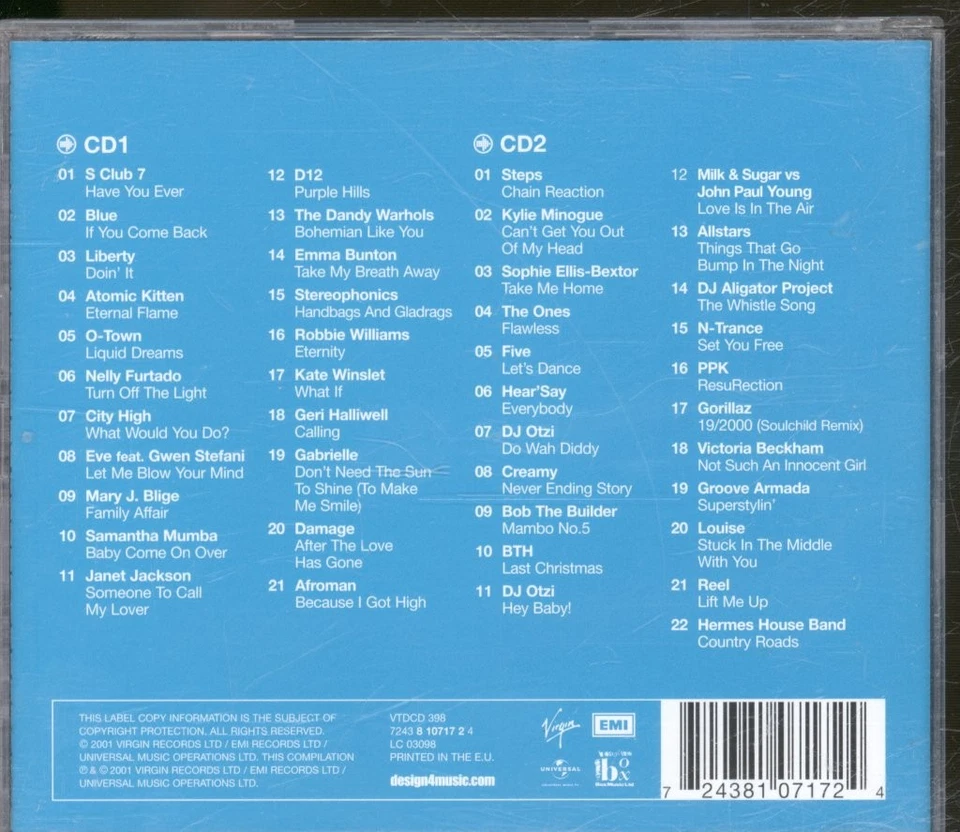 CD1
01 S Club 7
Have You Ever
02 Blue
If You Come Back
03 Liberty
Doin' It
04 Atomic Kitten
Eternal Flame
05 O-Town
Liquid Dreams
06 Nelly Furtado
Turn Off The Light
07 City High
What Would You Do?
08 Eve feat. Gwen Stefani
Let Me Blow Your Mind
09 Mary J. Blige
Family Affair
10 Samantha Mumba
Baby Come On Over
11 Janet Jackson
Someone To Call
My Lover
12 D12
Purple Hills
13 The Dandy Warhols
Bohemian Like You
14 Emma Bunton
Take My Breath Away
15 Stereophonics
Handbags And Gladrags
16 Robbie Williams
Eternity
17 Kate Winslet
What If
18 Geri Halliwell
Calling
19 Gabrielle
Don't Need The Sun
To Shine (To Make
Me Smile)
20 Damage
After The Love
Has Gone
21 Afroman
Because I Got High
CD2
01 Steps
Chain Reaction
02 Kylie Minogue
Can't Get You Out
Of My Head
03 Sophie Ellis-Bextor
Take Me Home
04 The Ones
Flawless
05 Five
Let's Dance
06 Hear'Say
Everybody
07 DJ Otzi
Do Wah Diddy
08 Creamy
Never Ending Story
09 Bob The Builder
Mambo No.5
10 BTH
Last Christmas
11 DJ Otzi
Hey Baby!
12 Milk & Sugar vs
John Paul Young
Love Is In The Air
13 Allstars
Things That Go
Bump In The Night
14 DJ Aligator Project
The Whistle Song
15 N-Trance
Set You Free
16 PPK
ResuRection
17 Gorillaz
19/2000 (Soulchild Remix)
18 Victoria Beckham
Not Such An Innocent Girl
19 Groove Armada
Superstylin'
20 Louise
Stuck In The Middle
With You
21 Reel
Lift Me Up
22 Hermes House Band
Country Roads
THIS LABEL COPY INFORMATION IS THE SUBJECT OF
COPYRIGHT PROTECTION. ALL RIGHTS RESERVED.
© 2001 VIRGIN RECORDS LTD / EMI RECORDS LTD /
UNIVERSAL MUSIC OPERATIONS LTD. THIS COMPILATION
℗ & © 2001 VIRGIN RECORDS LTD / EMI RECORDS LTD /
UNIVERSAL MUSIC OPERATIONS LTD.
VTDCD 398
7243 8 10717 2 4
LC 03098
PRINTED IN THE E.U.
design4music.com
Virgin
EMI
UNIVERSAL
box
7 24381 07172 4